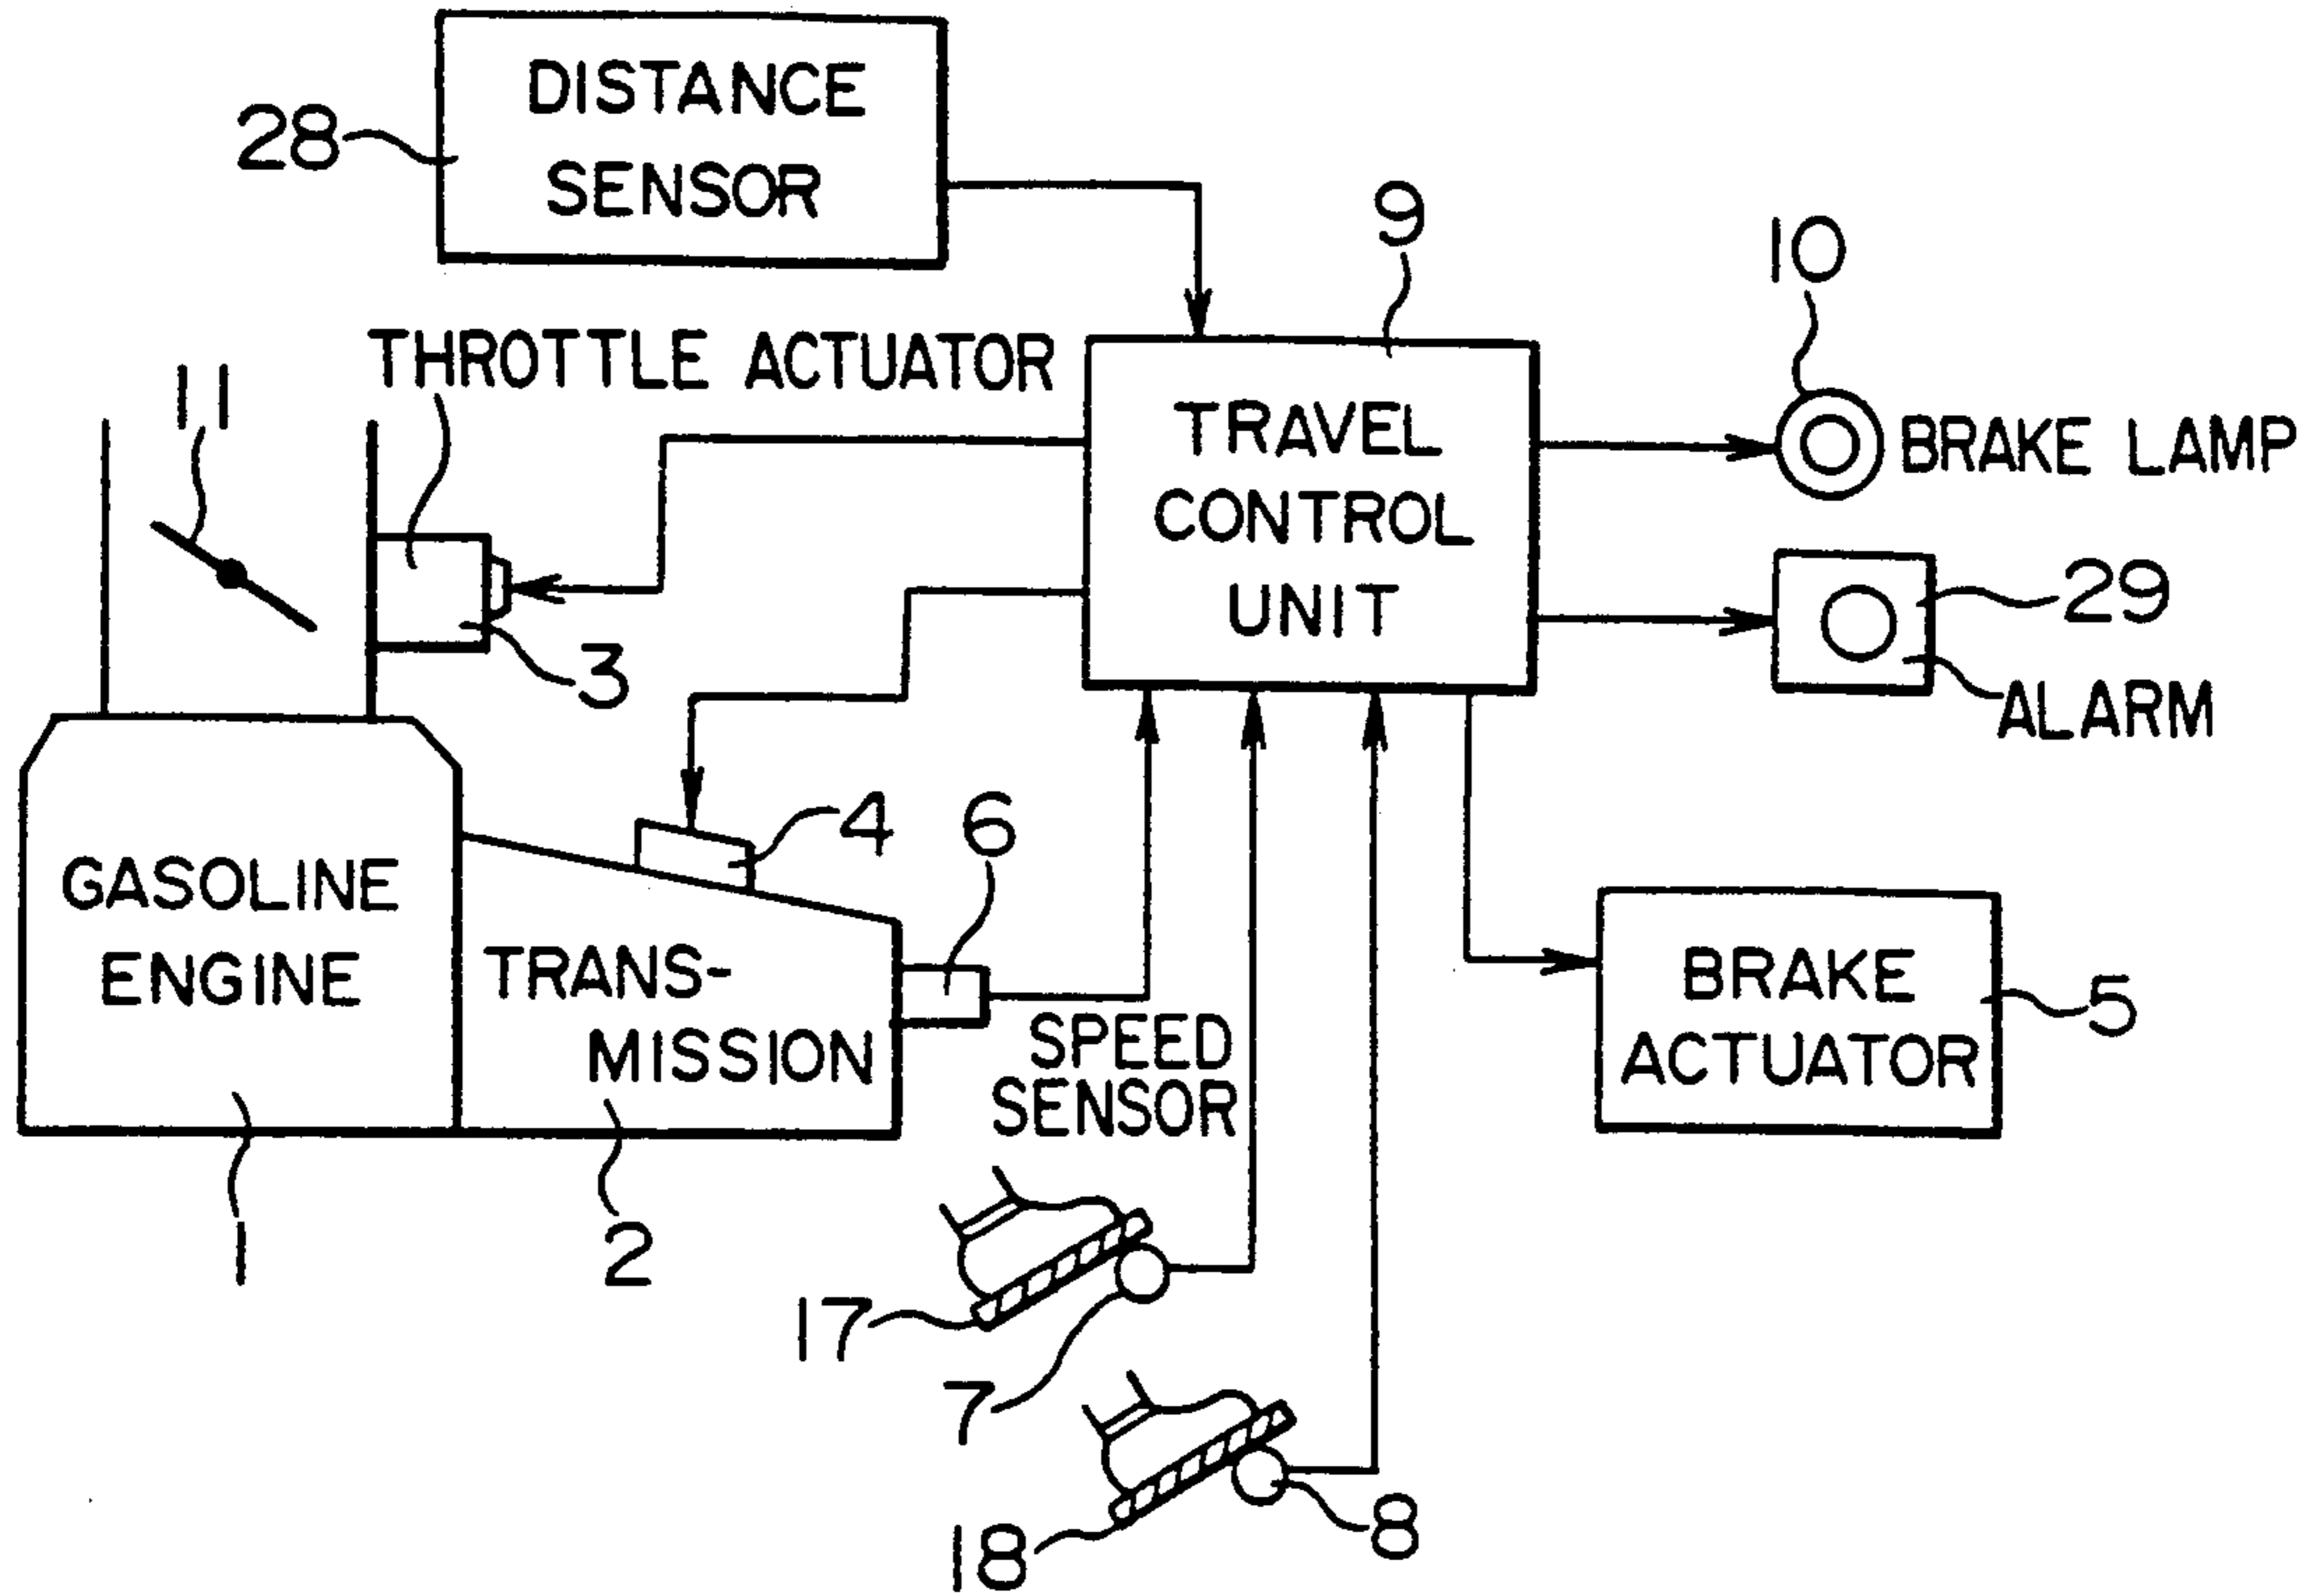 DISTANCE
SENSOR
28
9
10
THROTTLE ACTUATOR
11
TRAVEL
CONTROL
UNIT
BRAKE LAMP
29
3
ALARM
4
6
GASOLINE
ENGINE
TRANS-
MISSION
SPEED
SENSOR
BRAKE
ACTUATOR
5
1
2
17
7
18
8